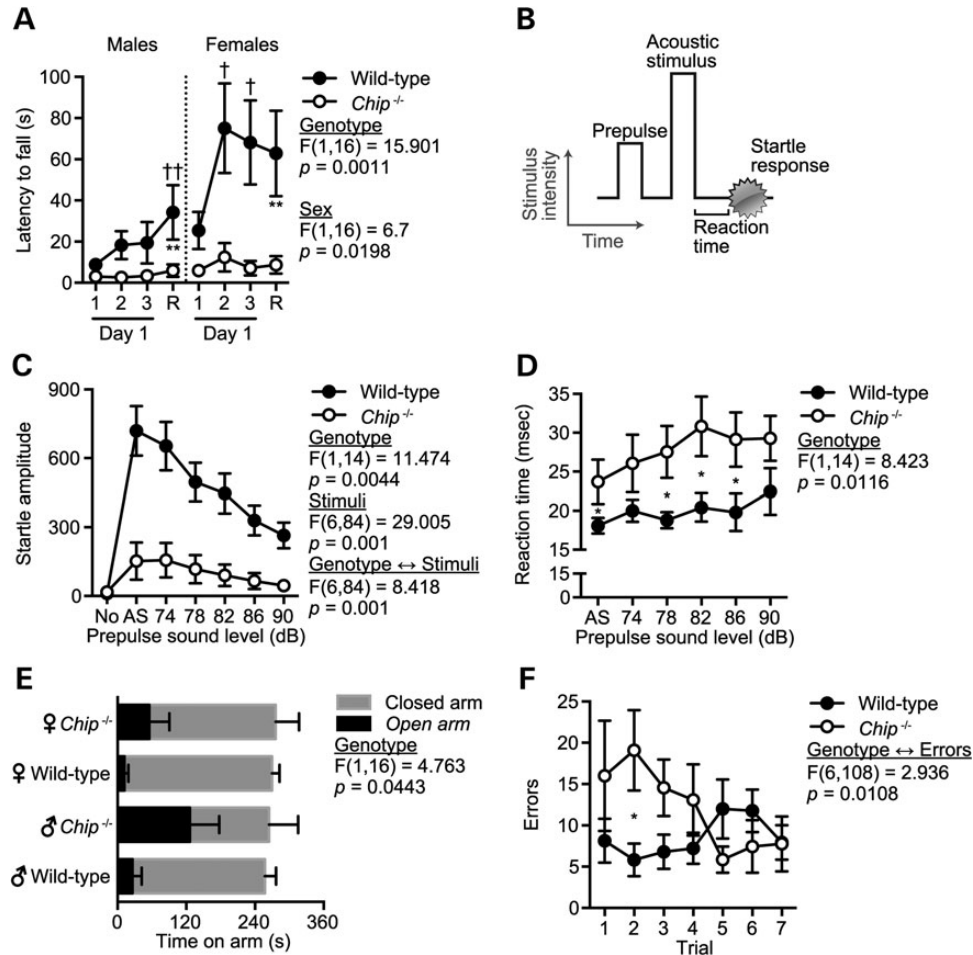 A
Males
Females
100
80
60
40
20
0
Latency to fall (s)
††
**
†
†
**
1 2 3 R 1 2 3 R
Day 1
Day 1
Wild-type
Chip -/-
Genotype
F(1,16) = 15.901
p = 0.0011
Sex
F(1,16) = 6.7
p = 0.0198
B
Acoustic
stimulus
Prepulse
Startle
response
Stimulus
intensity
Time
Reaction
time
C
900
600
300
0
Startle amplitude
No AS 74 78 82 86 90
Prepulse sound level (dB)
Wild-type
Chip -/-
Genotype
F(1,14) = 11.474
p = 0.0044
Stimuli
F(6,84) = 29.005
p = 0.001
Genotype ↔ Stimuli
F(6,84) = 8.418
p = 0.001
D
35
30
25
20
15
15
0
Reaction time (msec)
* * * *
AS 74 78 82 86 90
Prepulse sound level (dB)
Wild-type
Chip -/-
Genotype
F(1,14) = 8.423
p = 0.0116
E
♀ Chip -/-
♀ Wild-type
♂ Chip -/-
♂ Wild-type
0 120 240 360
Time on arm (s)
Closed arm
Open arm
Genotype
F(1,16) = 4.763
p = 0.0443
F
25
20
15
10
5
0
Errors
*
1 2 3 4 5 6 7
Trial
Wild-type
Chip -/-
Genotype ↔ Errors
F(6,108) = 2.936
p = 0.0108